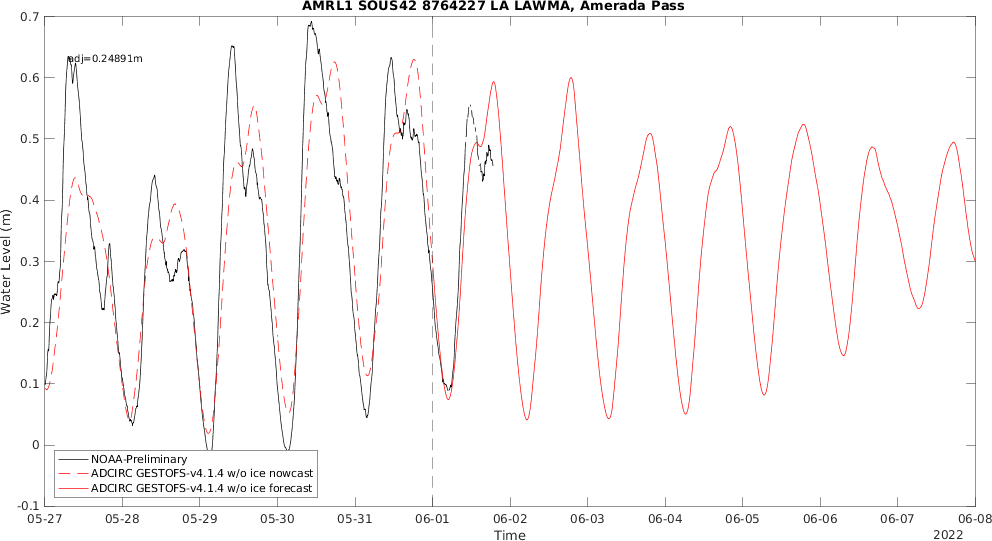 AMRL1 SOUS42 8764227 LA LAWMA, Amerada Pass
adj=0.24891m
Water Level (m)
0.7
0.6
0.5
0.4
0.3
0.2
0.1
0
-0.1
NOAA-Preliminary
ADCIRC GESTOFS-v4.1.4 w/o ice nowcast
ADCIRC GESTOFS-v4.1.4 w/o ice forecast
05-27 05-28 05-29 05-30 05-31 06-01 06-02 06-03 06-04 06-05 06-06 06-07 06-08
Time
2022